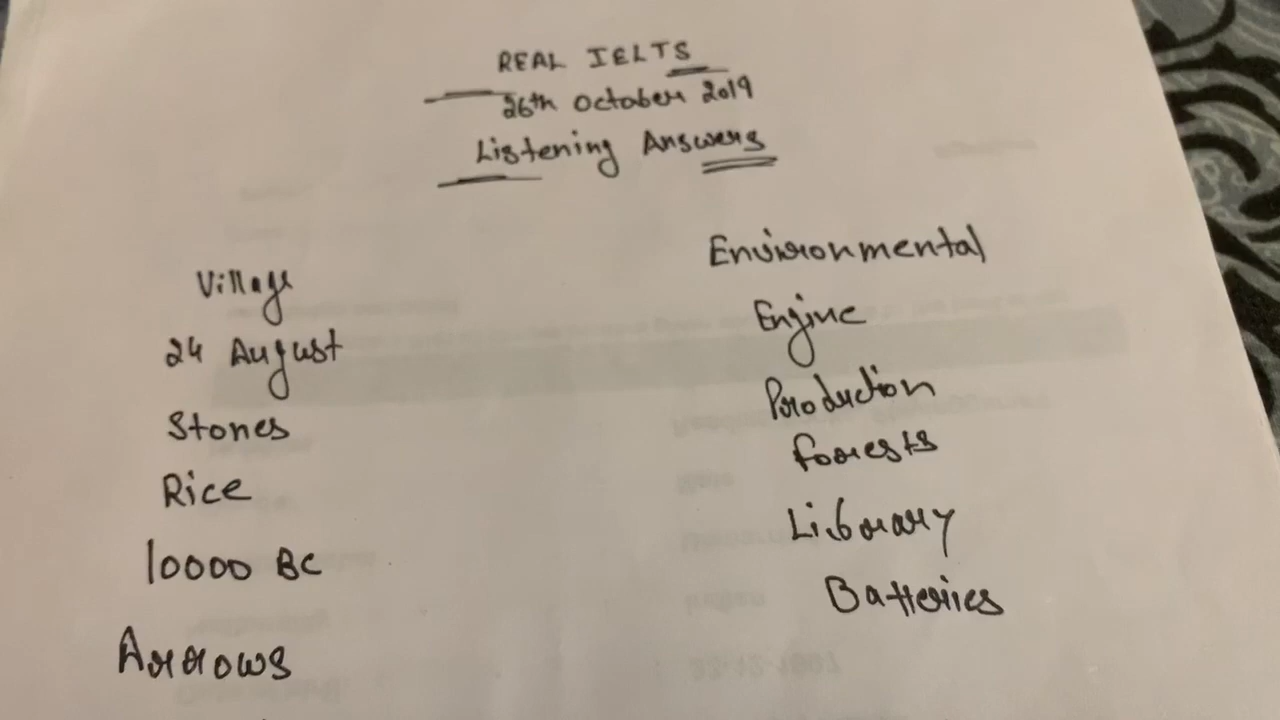 REAL IELTS
26th October 2019
Listening Answers
Village
24 August
Stones
Rice
10000 BC
Arrows
Environmental
Engine
Production
forests
Library
Batteries